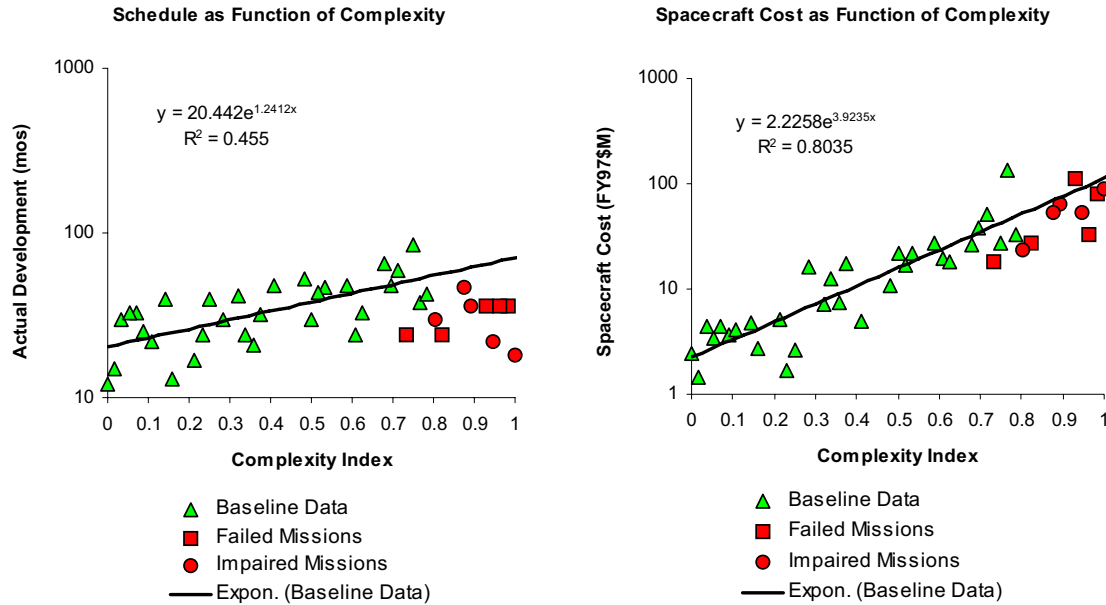 Schedule as Function of Complexity
1000
100
10
Actual Development (mos)
y = 20.442e^1.2412x
R² = 0.455
0 0.1 0.2 0.3 0.4 0.5 0.6 0.7 0.8 0.9 1
Complexity Index
Baseline Data
Failed Missions
Impaired Missions
Expon. (Baseline Data)
Spacecraft Cost as Function of Complexity
1000
100
10
1
Spacecraft Cost (FY97$M)
y = 2.2258e^3.9235x
R² = 0.8035
0 0.1 0.2 0.3 0.4 0.5 0.6 0.7 0.8 0.9 1
Complexity Index
Baseline Data
Failed Missions
Impaired Missions
Expon. (Baseline Data)